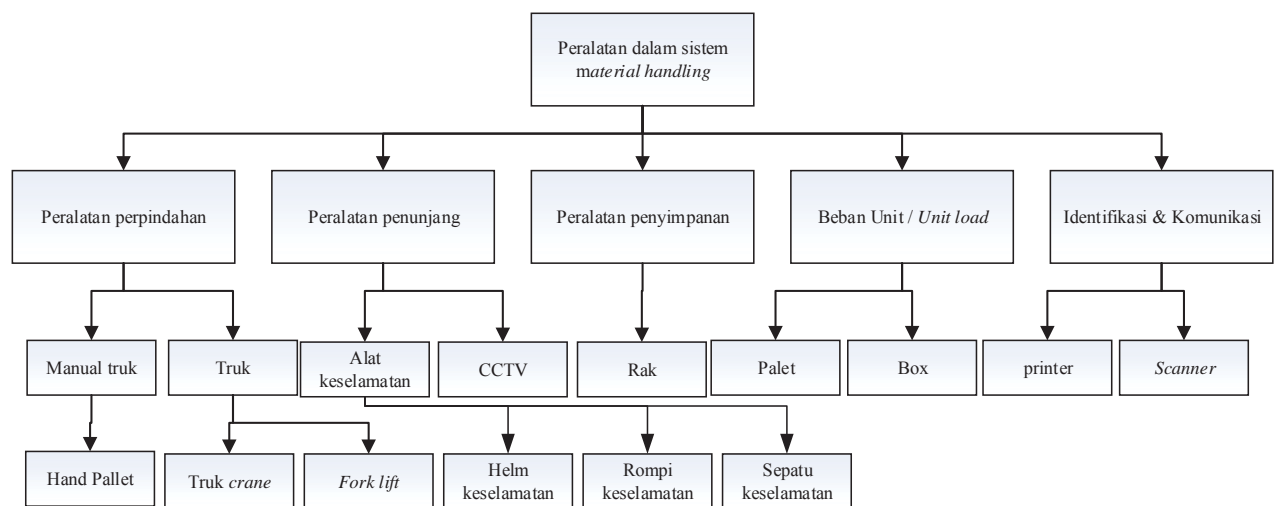 Peralatan dalam sistem
material handling
Peralatan perpindahan
Peralatan penunjang
Peralatan penyimpanan
Beban Unit / Unit load
Identifikasi & Komunikasi
Manual truk
Truk
Alat
keselamatan
CCTV
Rak
Palet
Box
printer
Scanner
Hand Pallet
Truk crane
Fork lift
Helm
keselamatan
Rompi
keselamatan
Sepatu
keselamatan